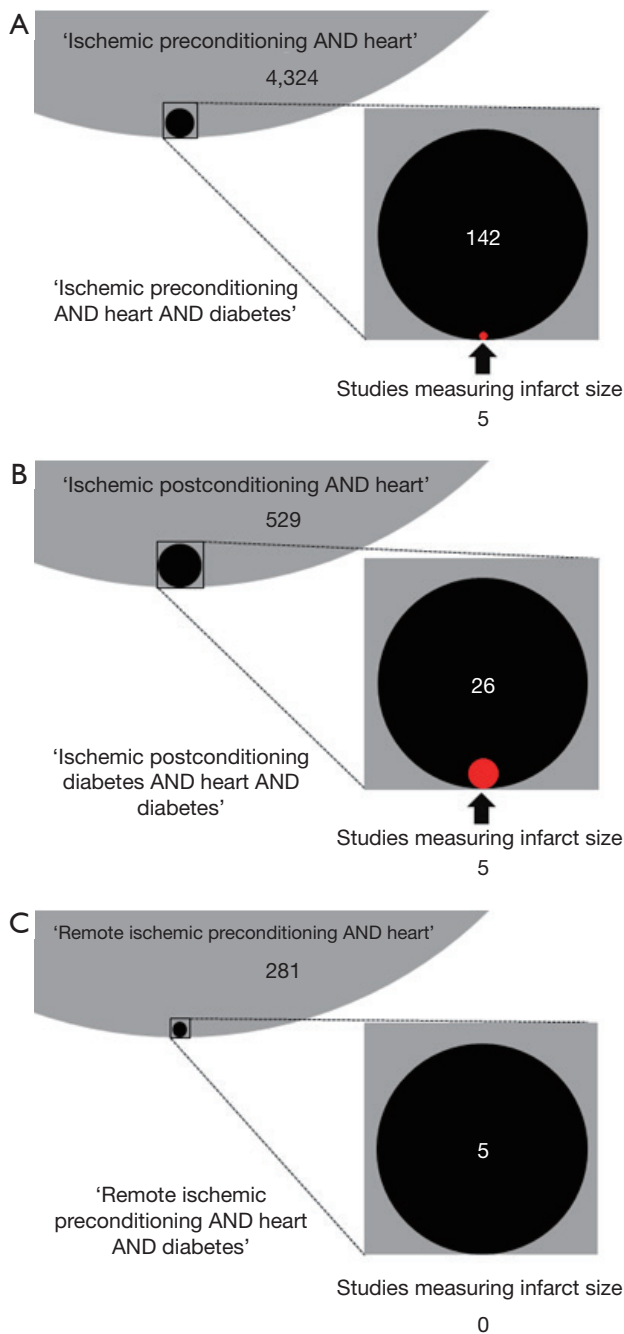 A
‘Ischemic preconditioning AND heart’
4,324
142
‘Ischemic preconditioning
AND heart AND diabetes’
Studies measuring infarct size
5
B
‘Ischemic postconditioning AND heart’
529
26
‘Ischemic postconditioning
diabetes AND heart AND
diabetes’
Studies measuring infarct size
5
C
‘Remote ischemic preconditioning AND heart’
281
5
‘Remote ischemic
preconditioning AND heart
AND diabetes’
Studies measuring infarct size
0